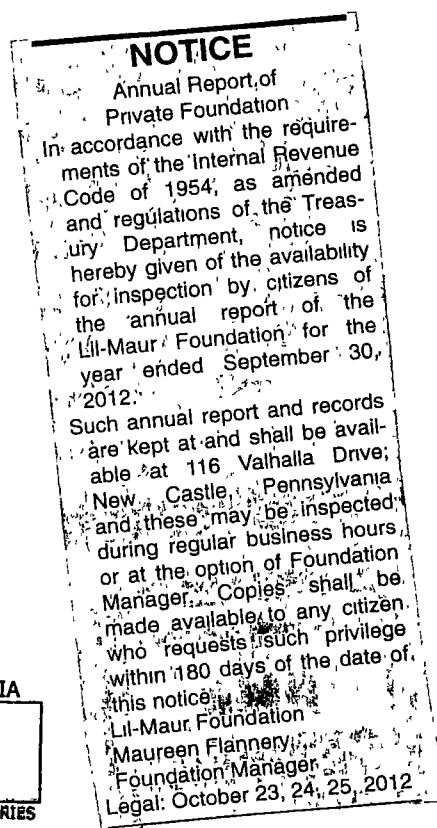 NOTICE
Annual Report of
Private Foundation
In accordance with the require-
ments of the Internal Revenue
Code of 1954, as amended
and regulations of the Treas-
ury Department, notice is
hereby given of the availability
for inspection by citizens of
the annual report of the
Lil-Maur Foundation for the
year ended September 30,
2012.
Such annual report and records
are kept at and shall be avail-
able at 116 Valhalla Drive,
New Castle, Pennsylvania
and these may be inspected
during regular business hours
or at the option of Foundation
Manager. Copies shall be
made available to any citizen
who requests such privilege
within 180 days of the date of
this notice
Lil-Maur Foundation
Maureen Flannery
Foundation Manager
Legal: October 23, 24, 25, 2012
IA
RIES